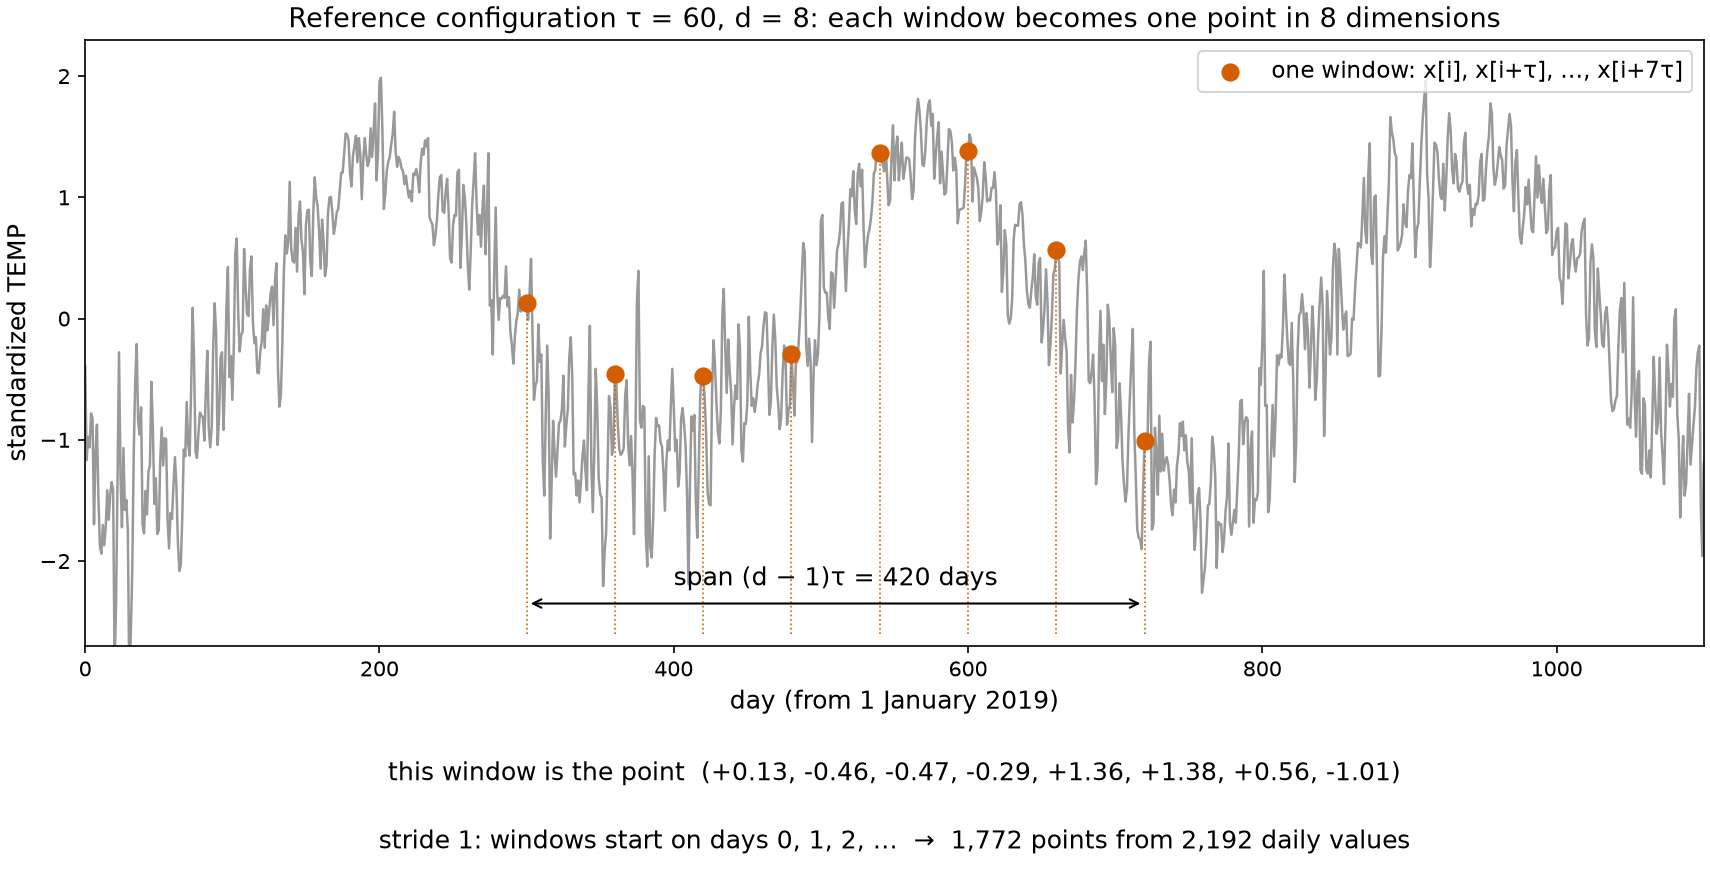 Reference configuration τ = 60, d = 8: each window becomes one point in 8 dimensions
one window: x[i], x[i+τ], ..., x[i+7τ]
standardized TEMP
2
1
0
−1
−2
span (d − 1)τ = 420 days
0 200 400 600 800 1000
day (from 1 January 2019)
this window is the point (+0.13, -0.46, -0.47, -0.29, +1.36, +1.38, +0.56, -1.01)
stride 1: windows start on days 0, 1, 2, ... → 1,772 points from 2,192 daily values